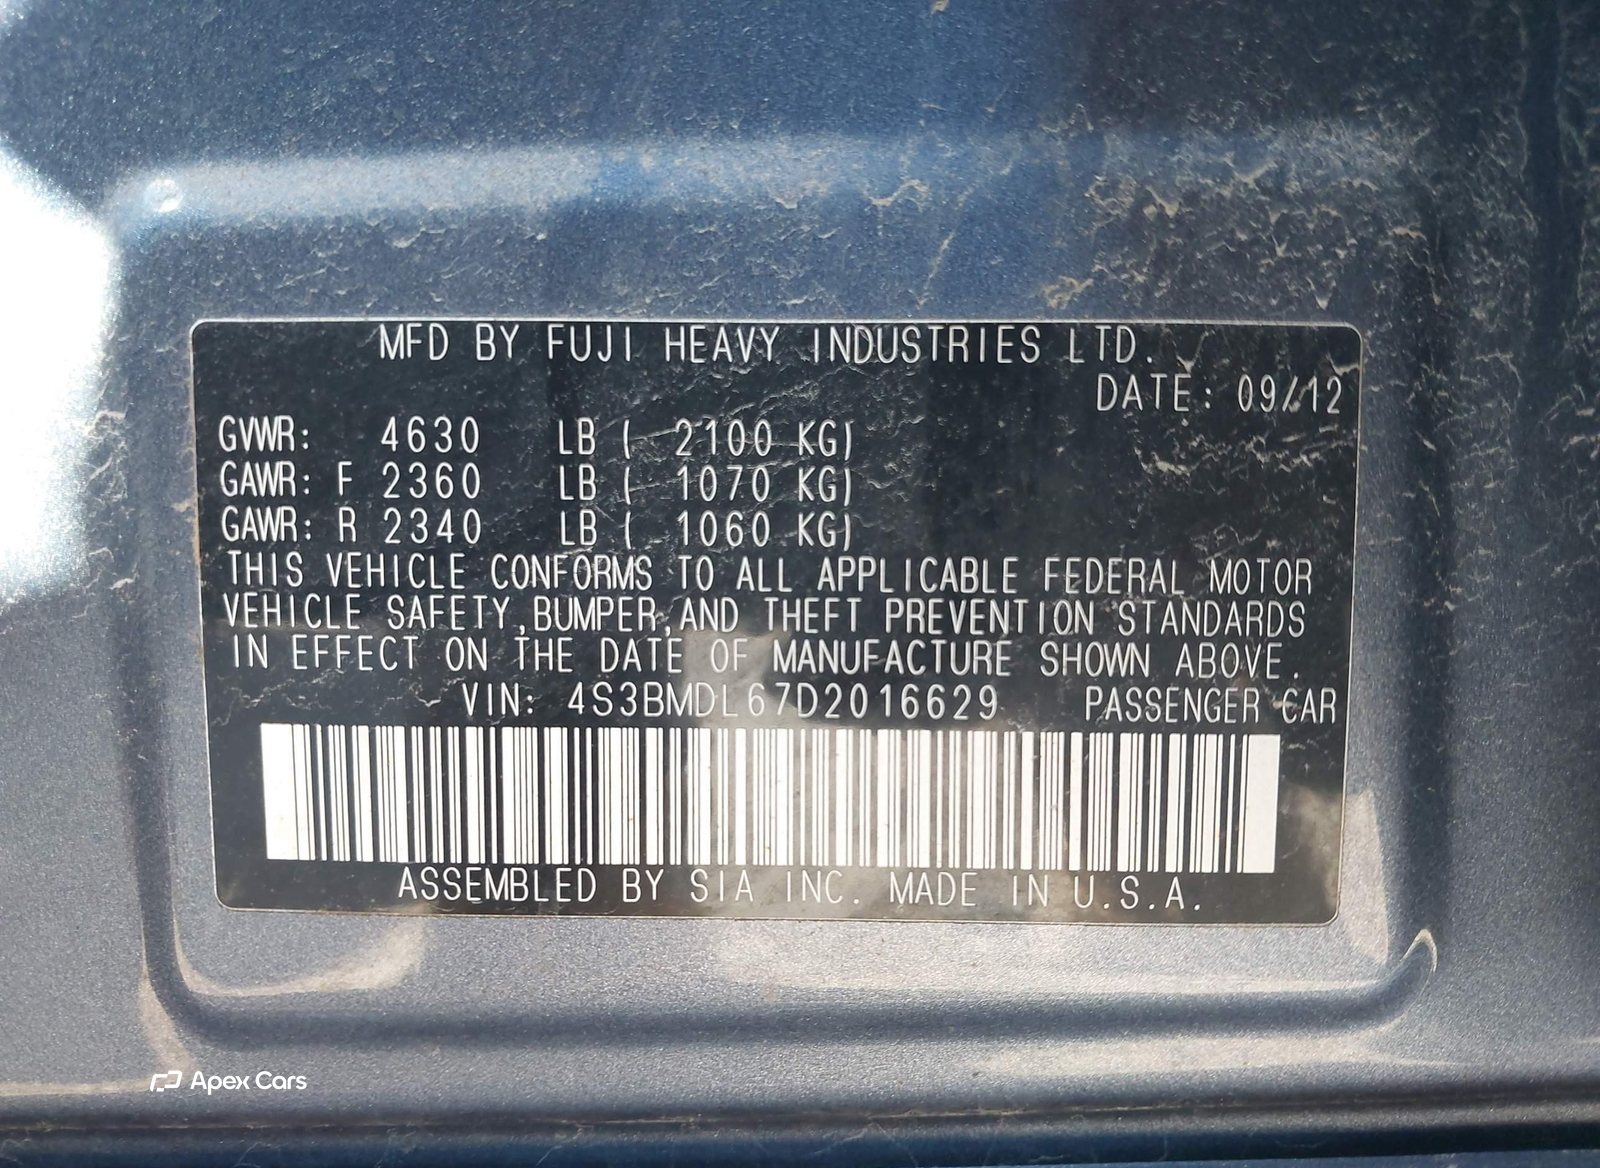 MFD BY FUJI HEAVY INDUSTRIES LTD.
DATE: 09/12
GVWR: 4630 LB ( 2100 KG)
GAWR: F 2360 LB ( 1070 KG)
GAWR: R 2340 LB ( 1060 KG)
THIS VEHICLE CONFORMS TO ALL APPLICABLE FEDERAL MOTOR
VEHICLE SAFETY,BUMPER,AND THEFT PREVENTION STANDARDS
IN EFFECT ON THE DATE OF MANUFACTURE SHOWN ABOVE.
VIN: 4S3BMDL67D2016629 PASSENGER CAR
ASSEMBLED BY SIA INC. MADE IN U.S.A.
Apex Cars